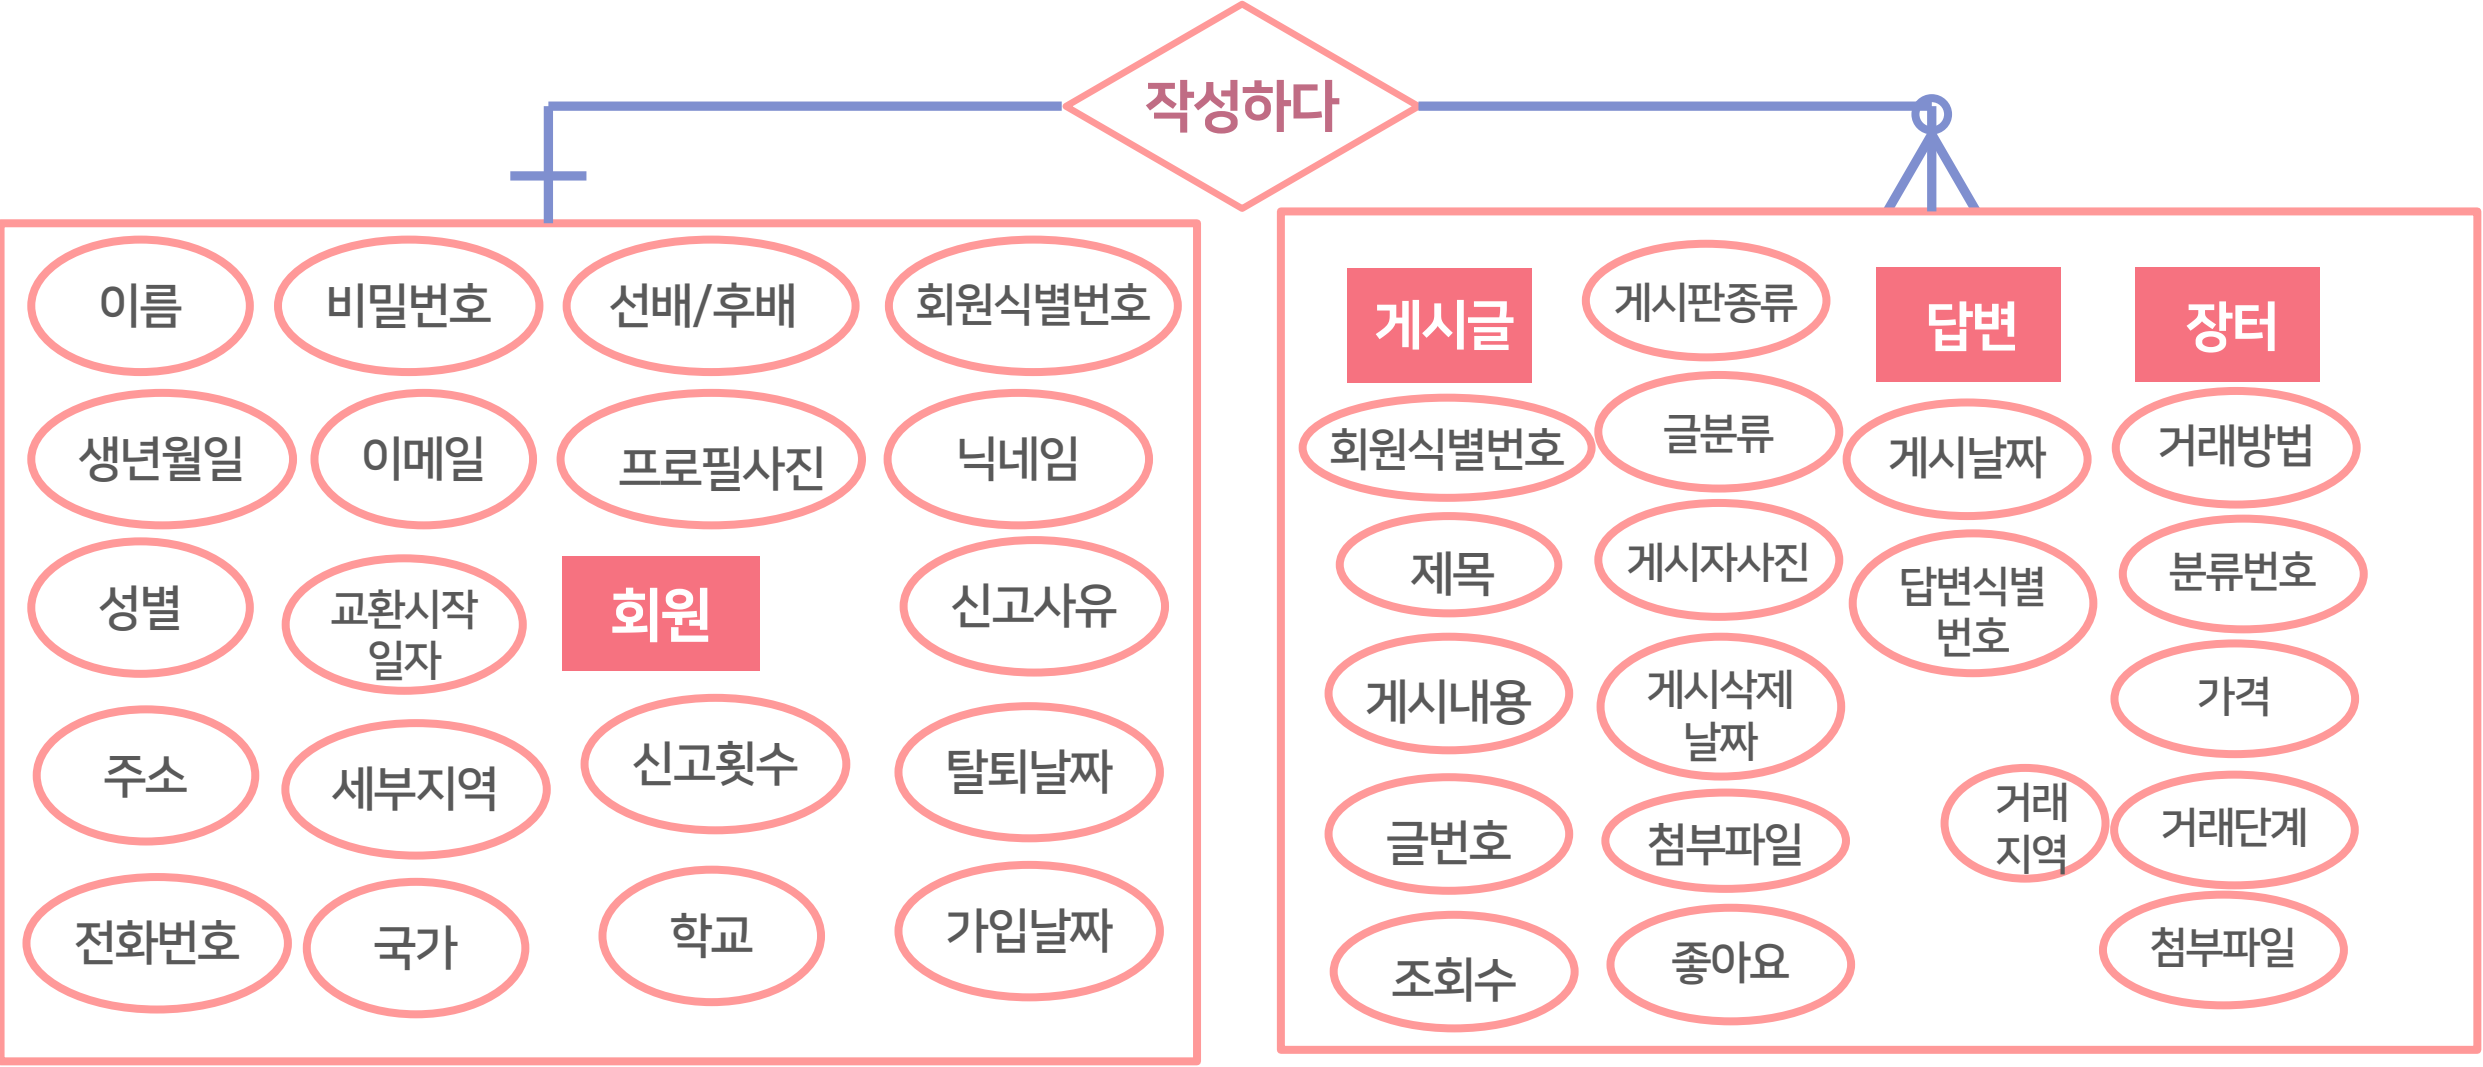 작성하다
이름
비밀번호
선배/후배
회원식별번호
생년월일
이메일
프로필사진
닉네임
성별
교환시작
일자
회원
신고사유
주소
세부지역
신고횟수
탈퇴날짜
전화번호
국가
학교
가입날짜
게시글
회원식별번호
제목
게시내용
글번호
조회수
게시판종류
글분류
게시자사진
게시삭제
날짜
첨부파일
좋아요
답변
게시날짜
답변식별
번호
장터
거래방법
분류번호
가격
거래
지역
거래단계
첨부파일